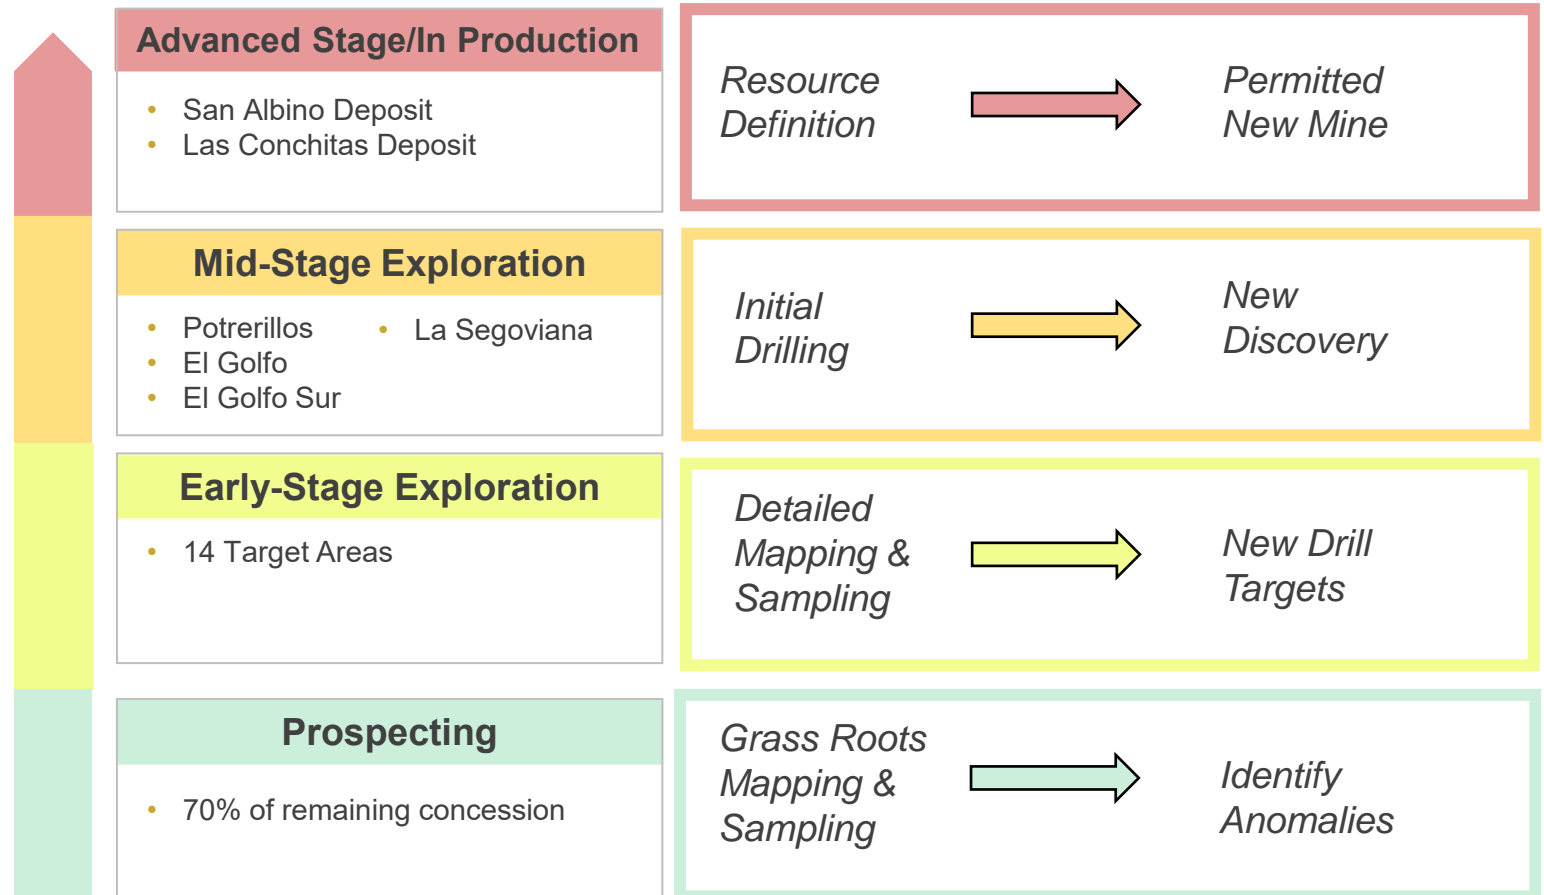 Advanced Stage/In Production
• San Albino Deposit
• Las Conchitas Deposit
Resource
Definition
Permitted
New Mine
Mid-Stage Exploration
• Potrerillos
• El Golfo
• El Golfo Sur
• La Segoviana
Initial
Drilling
New
Discovery
Early-Stage Exploration
• 14 Target Areas
Detailed
Mapping &
Sampling
New Drill
Targets
Prospecting
• 70% of remaining concession
Grass Roots
Mapping &
Sampling
Identify
Anomalies